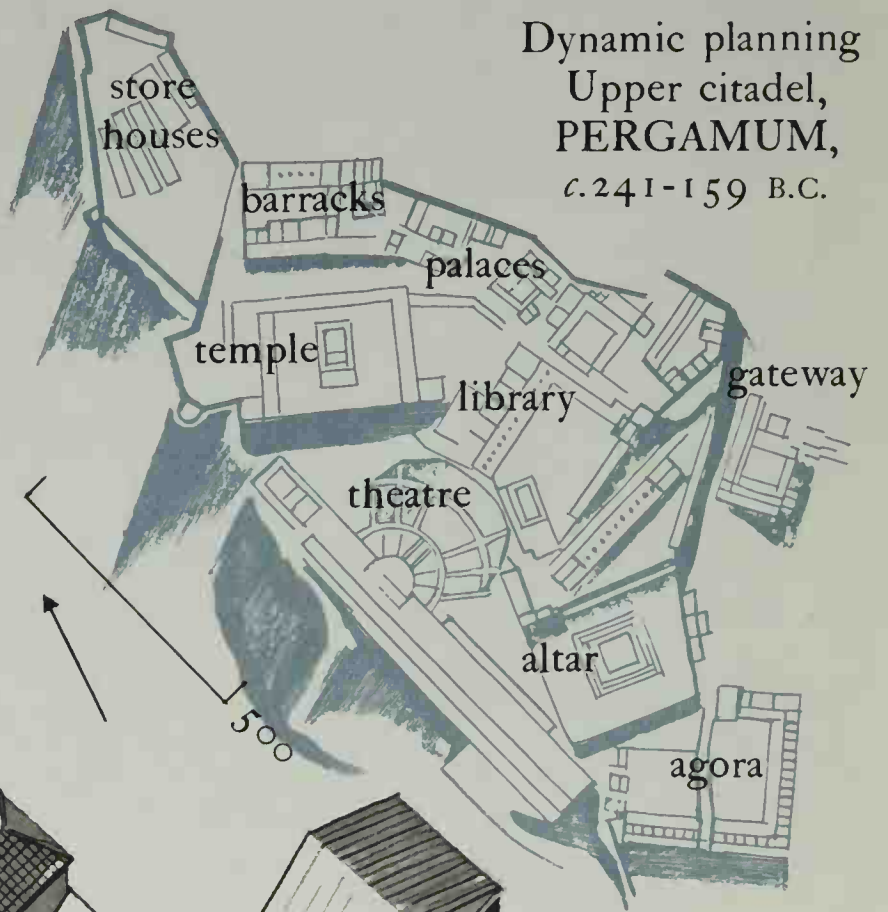 Dynamic planning
Upper citadel,
PERGAMUM,
c.241-159 B.C.
store
houses
barracks
palaces
temple
library
gateway
theatre
altar
agora
500